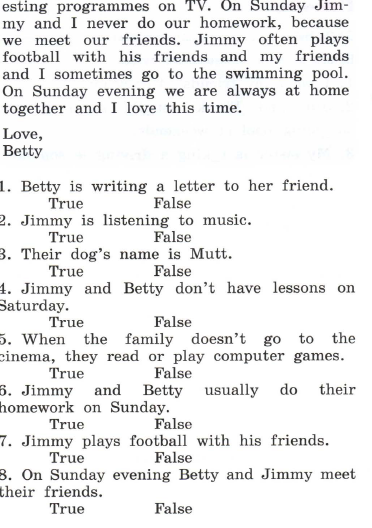 esting programmes on TV. On Sunday Jim-
my and I never do our homework, because
we meet our friends. Jimmy often plays
football with his friends and my friends
and I sometimes go to the swimming pool.
On Sunday evening we are always at home
together and I love this time.
Love,
Betty
1. Betty is writing a letter to her friend.
True False
2. Jimmy is listening to music.
True False
3. Their dog's name is Mutt.
True False
4. Jimmy and Betty don't have lessons on
Saturday.
True False
5. When the family doesn't go to the
cinema, they read or play computer games.
True False
6. Jimmy and Betty usually do their
homework on Sunday.
True False
7. Jimmy plays football with his friends.
True False
8. On Sunday evening Betty and Jimmy meet
their friends.
True False